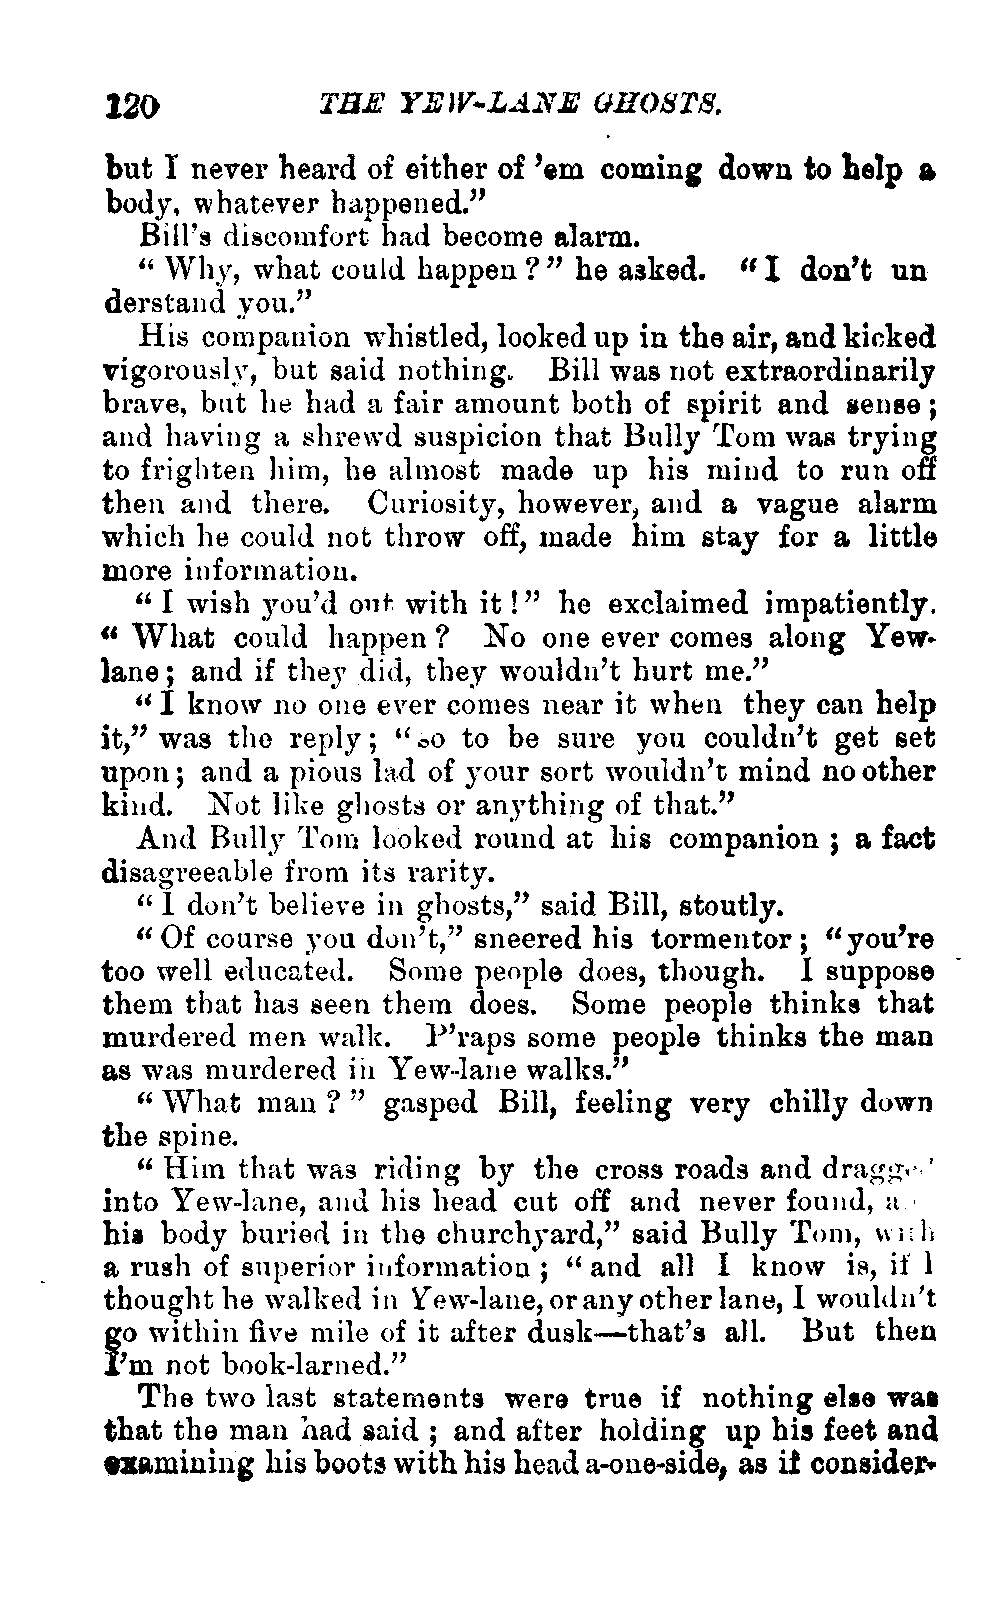 120 THE YEW-LANE GHOSTS.
but I never heard of either of 'em coming down to help a
body, whatever happened."
Bill's discomfort had become alarm.
"Why, what could happen?" he asked. "I don't un
derstand you."
His companion whistled, looked up in the air, and kicked
vigorously, but said nothing. Bill was not extraordinarily
brave, but he had a fair amount both of spirit and sense;
and having a shrewd suspicion that Bully Tom was trying
to frighten him, he almost made up his mind to run off
then and there. Curiosity, however, and a vague alarm
which he could not throw off, made him stay for a little
more information.
"I wish you'd out with it!" he exclaimed impatiently.
"What could happen? No one ever comes along Yew-
lane; and if they did, they wouldn't hurt me."
"I know no one ever comes near it when they can help
it," was the reply; "so to be sure you couldn't get set
upon; and a pious lad of your sort wouldn't mind no other
kind. Not like ghosts or anything of that."
And Bully Tom looked round at his companion; a fact
disagreeable from its rarity.
"I don't believe in ghosts," said Bill, stoutly.
"Of course you don't," sneered his tormentor; "you're
too well educated. Some people does, though. I suppose
them that has seen them does. Some people thinks that
murdered men walk. P'raps some people thinks the man
as was murdered in Yew-lane walks."
"What man?" gasped Bill, feeling very chilly down
the spine.
"Him that was riding by the cross roads and dragged
into Yew-lane, and his head cut off and never found,
his body buried in the churchyard," said Bully Tom, with
a rush of superior information; "and all I know is, if I
thought he walked in Yew-lane, or any other lane, I wouldn't
go within five mile of it after dusk—that's all. But then
I'm not book-larned."
The two last statements were true if nothing else was
that the man had said; and after holding up his feet and
examining his boots with his head a-one-side, as if consider-